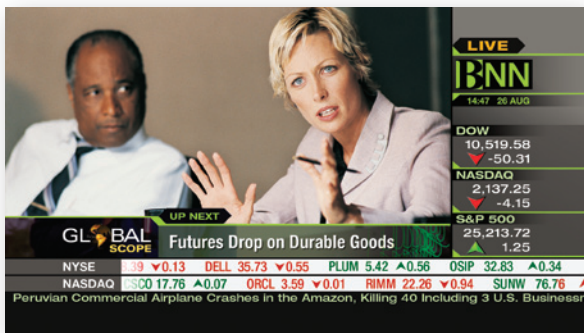 LIVE
BNN
14:47 26 AUG
DOW
10,519.58
-50.31
NASDAQ
2,137.25
-4.15
S&P 500
25,213.72
1.25
UP NEXT
GLOBAL
SCOPE
Futures Drop on Durable Goods
NYSE .39 ▼0.13 DELL 35.73 ▼0.55 PLUM 5.42 ▲0.56 OSIP 32.83 ▲0.34
NASDAQ CSCO 17.76 ▲0.07 ORCL 3.59 ▼0.01 RIMM 22.26 ▼0.94 SUNW 76.76
Peruvian Commercial Airplane Crashes in the Amazon, Killing 40 Including 3 U.S.